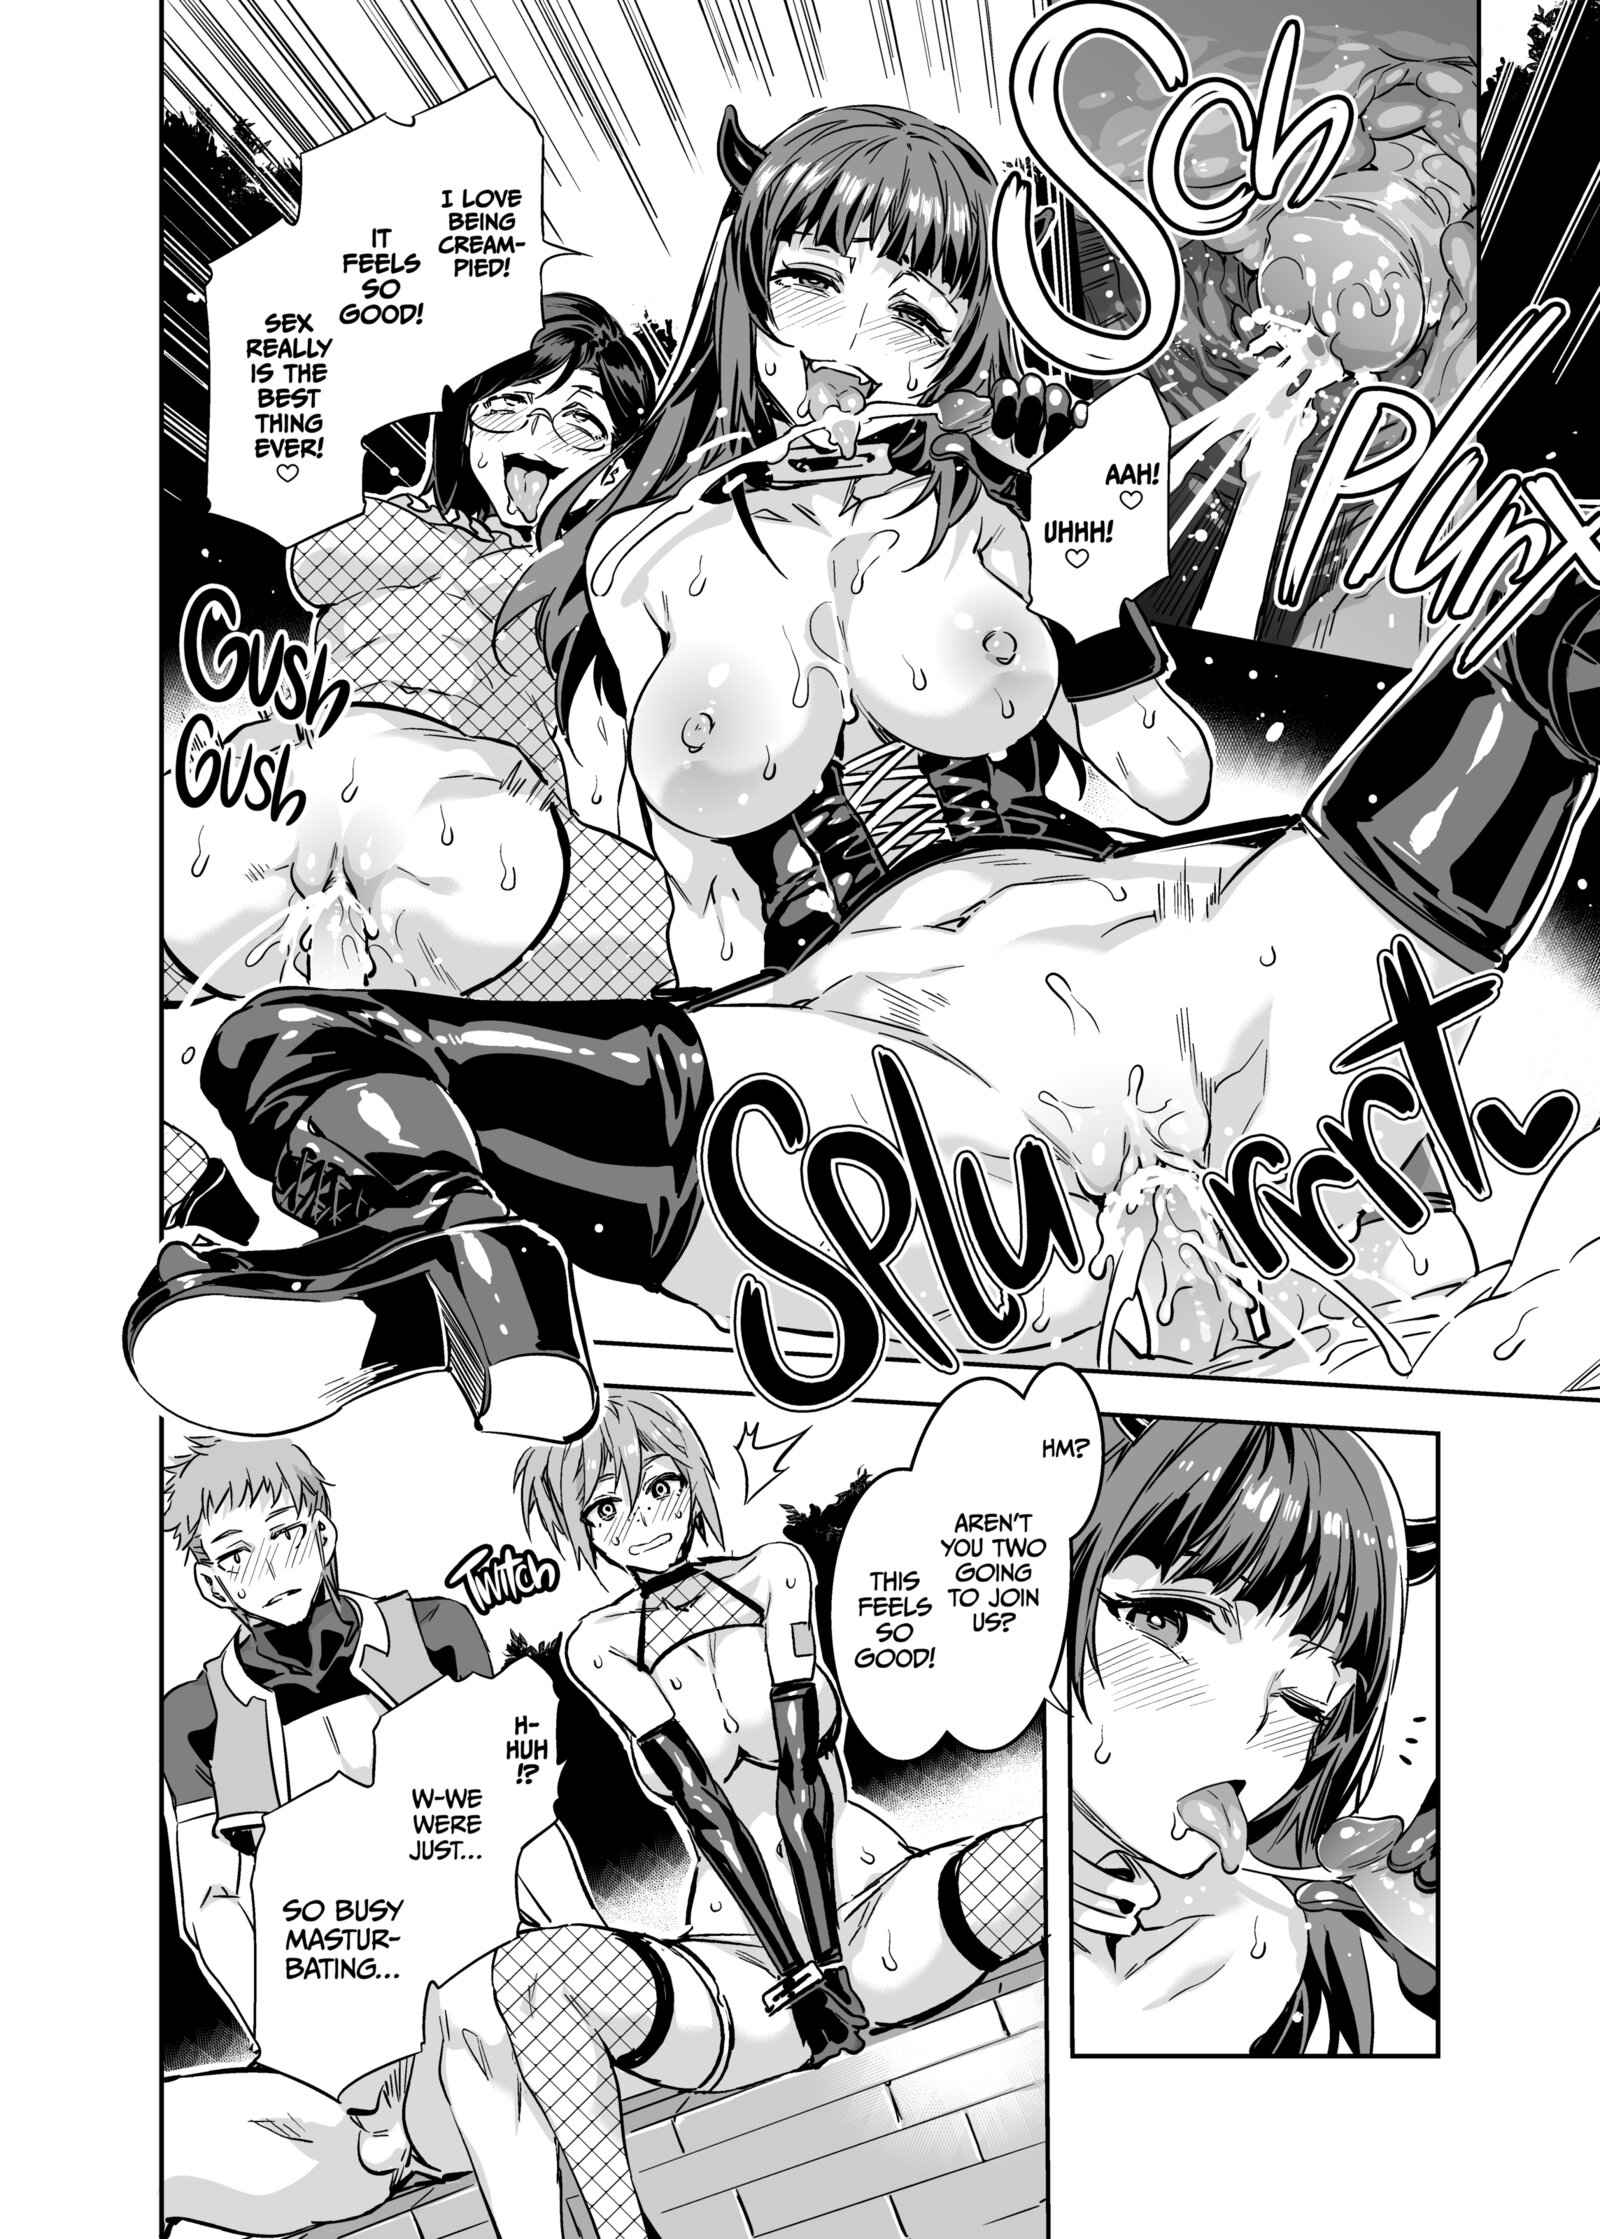 Sch
Plurx
AAH!
♡
UHHH!
♡
I LOVE
BEING
CREAM-
PIED!
IT
FEELS
SO
GOOD!
SEX
REALLY
IS THE
BEST
THING
EVER!
♡
Gush
Gush
Splurrrrt♥
HM?
AREN'T
YOU TWO
GOING
TO JOIN
US?
THIS
FEELS
SO
GOOD!
Twitch
H-
HUH
!?
W-WE
WERE
JUST...
SO BUSY
MASTUR-
BATING...